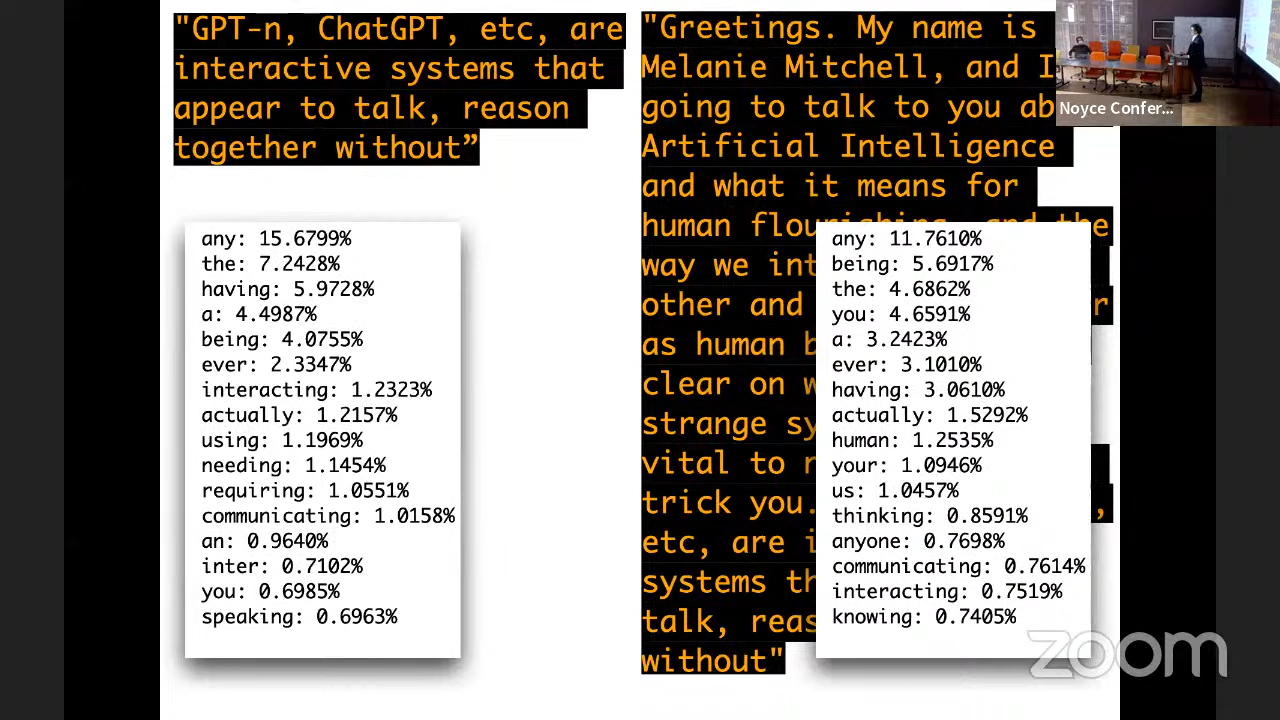 "GPT-n, ChatGPT, etc, are
interactive systems that
appear to talk, reason
together without”
any: 15.6799%
the: 7.2428%
having: 5.9728%
a: 4.4987%
being: 4.0755%
ever: 2.3347%
interacting: 1.2323%
actually: 1.2157%
using: 1.1969%
needing: 1.1454%
requiring: 1.0551%
communicating: 1.0158%
an: 0.9640%
inter: 0.7102%
you: 0.6985%
speaking: 0.6963%
"Greetings. My name is
Melanie Mitchell, and I
going to talk to you ab
Artificial Intelligence
and what it means for
human flourishing, and the
way we int
other and
as human b
clear on w
strange sy
vital to r
trick you.
etc, are i
systems th
talk, reas
without"
any: 11.7610%
being: 5.6917%
the: 4.6862%
you: 4.6591%
a: 3.2423%
ever: 3.1010%
having: 3.0610%
actually: 1.5292%
human: 1.2535%
your: 1.0946%
us: 1.0457%
thinking: 0.8591%
anyone: 0.7698%
communicating: 0.7614%
interacting: 0.7519%
knowing: 0.7405%
Noyce Confer...
zoom